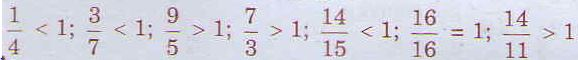 1/4 < 1; 3/7 < 1; 9/5 > 1; 7/3 > 1; 14/15 < 1; 16/16 = 1; 14/11 > 1